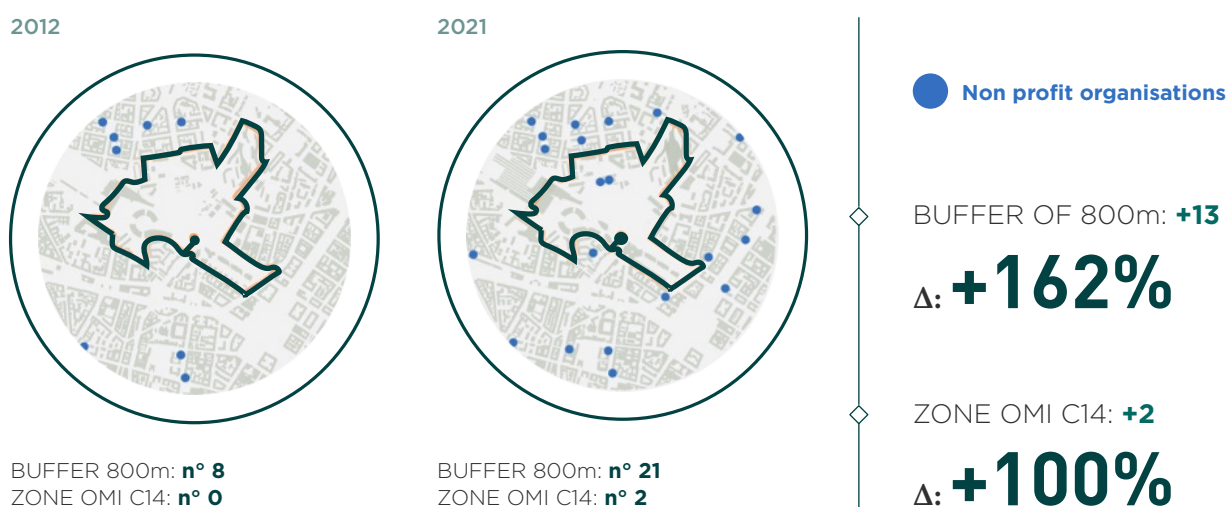 2012
BUFFER 800m: n° 8
ZONE OMI C14: n° 0
2021
BUFFER 800m: n° 21
ZONE OMI C14: n° 2
Non profit organisations
BUFFER OF 800m: +13
Δ: +162%
ZONE OMI C14: +2
Δ: +100%